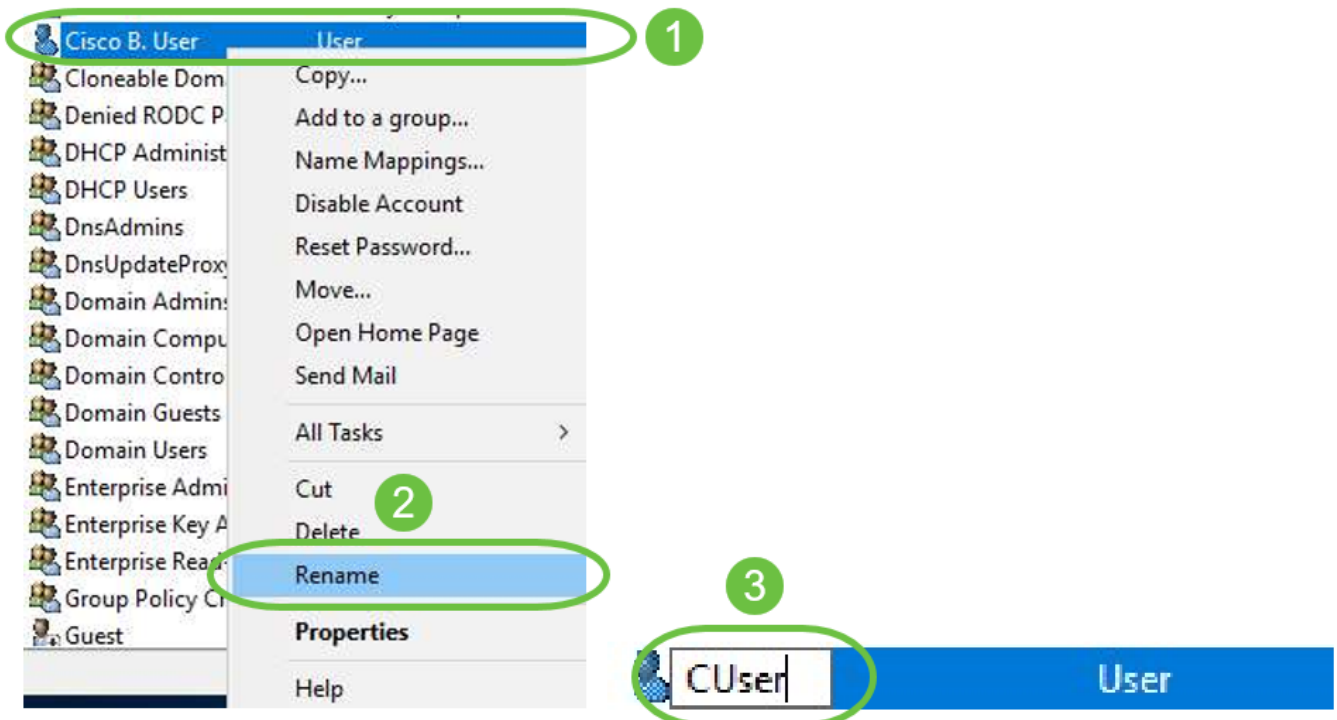 Cisco B. User User
1
Cloneable Dom
Denied RODC P
DHCP Administ
DHCP Users
DnsAdmins
DnsUpdateProxy
Domain Admins
Domain Compu
Domain Contro
Domain Guests
Domain Users
Enterprise Admi
Enterprise Key A
Enterprise Read-
Group Policy Cr
Guest
Copy...
Add to a group...
Name Mappings...
Disable Account
Reset Password...
Move...
Open Home Page
Send Mail
All Tasks >
Cut
2
Delete
Rename
Properties
Help
3
CUser User